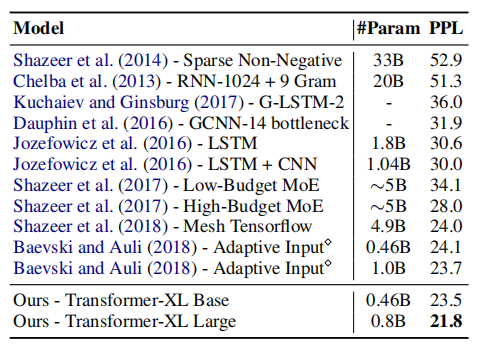 Model #Param PPL
Shazeer et al. (2014) - Sparse Non-Negative 33B 52.9
Chelba et al. (2013) - RNN-1024 + 9 Gram 20B 51.3
Kuchaiev and Ginsburg (2017) - G-LSTM-2 - 36.0
Dauphin et al. (2016) - GCNN-14 bottleneck - 31.9
Jozefowicz et al. (2016) - LSTM 1.8B 30.6
Jozefowicz et al. (2016) - LSTM + CNN 1.04B 30.0
Shazeer et al. (2017) - Low-Budget MoE ∼5B 34.1
Shazeer et al. (2017) - High-Budget MoE ∼5B 28.0
Shazeer et al. (2018) - Mesh Tensorflow 4.9B 24.0
Baevski and Auli (2018) - Adaptive Input⋄ 0.46B 24.1
Baevski and Auli (2018) - Adaptive Input⋄ 1.0B 23.7
Ours - Transformer-XL Base 0.46B 23.5
Ours - Transformer-XL Large 0.8B 21.8